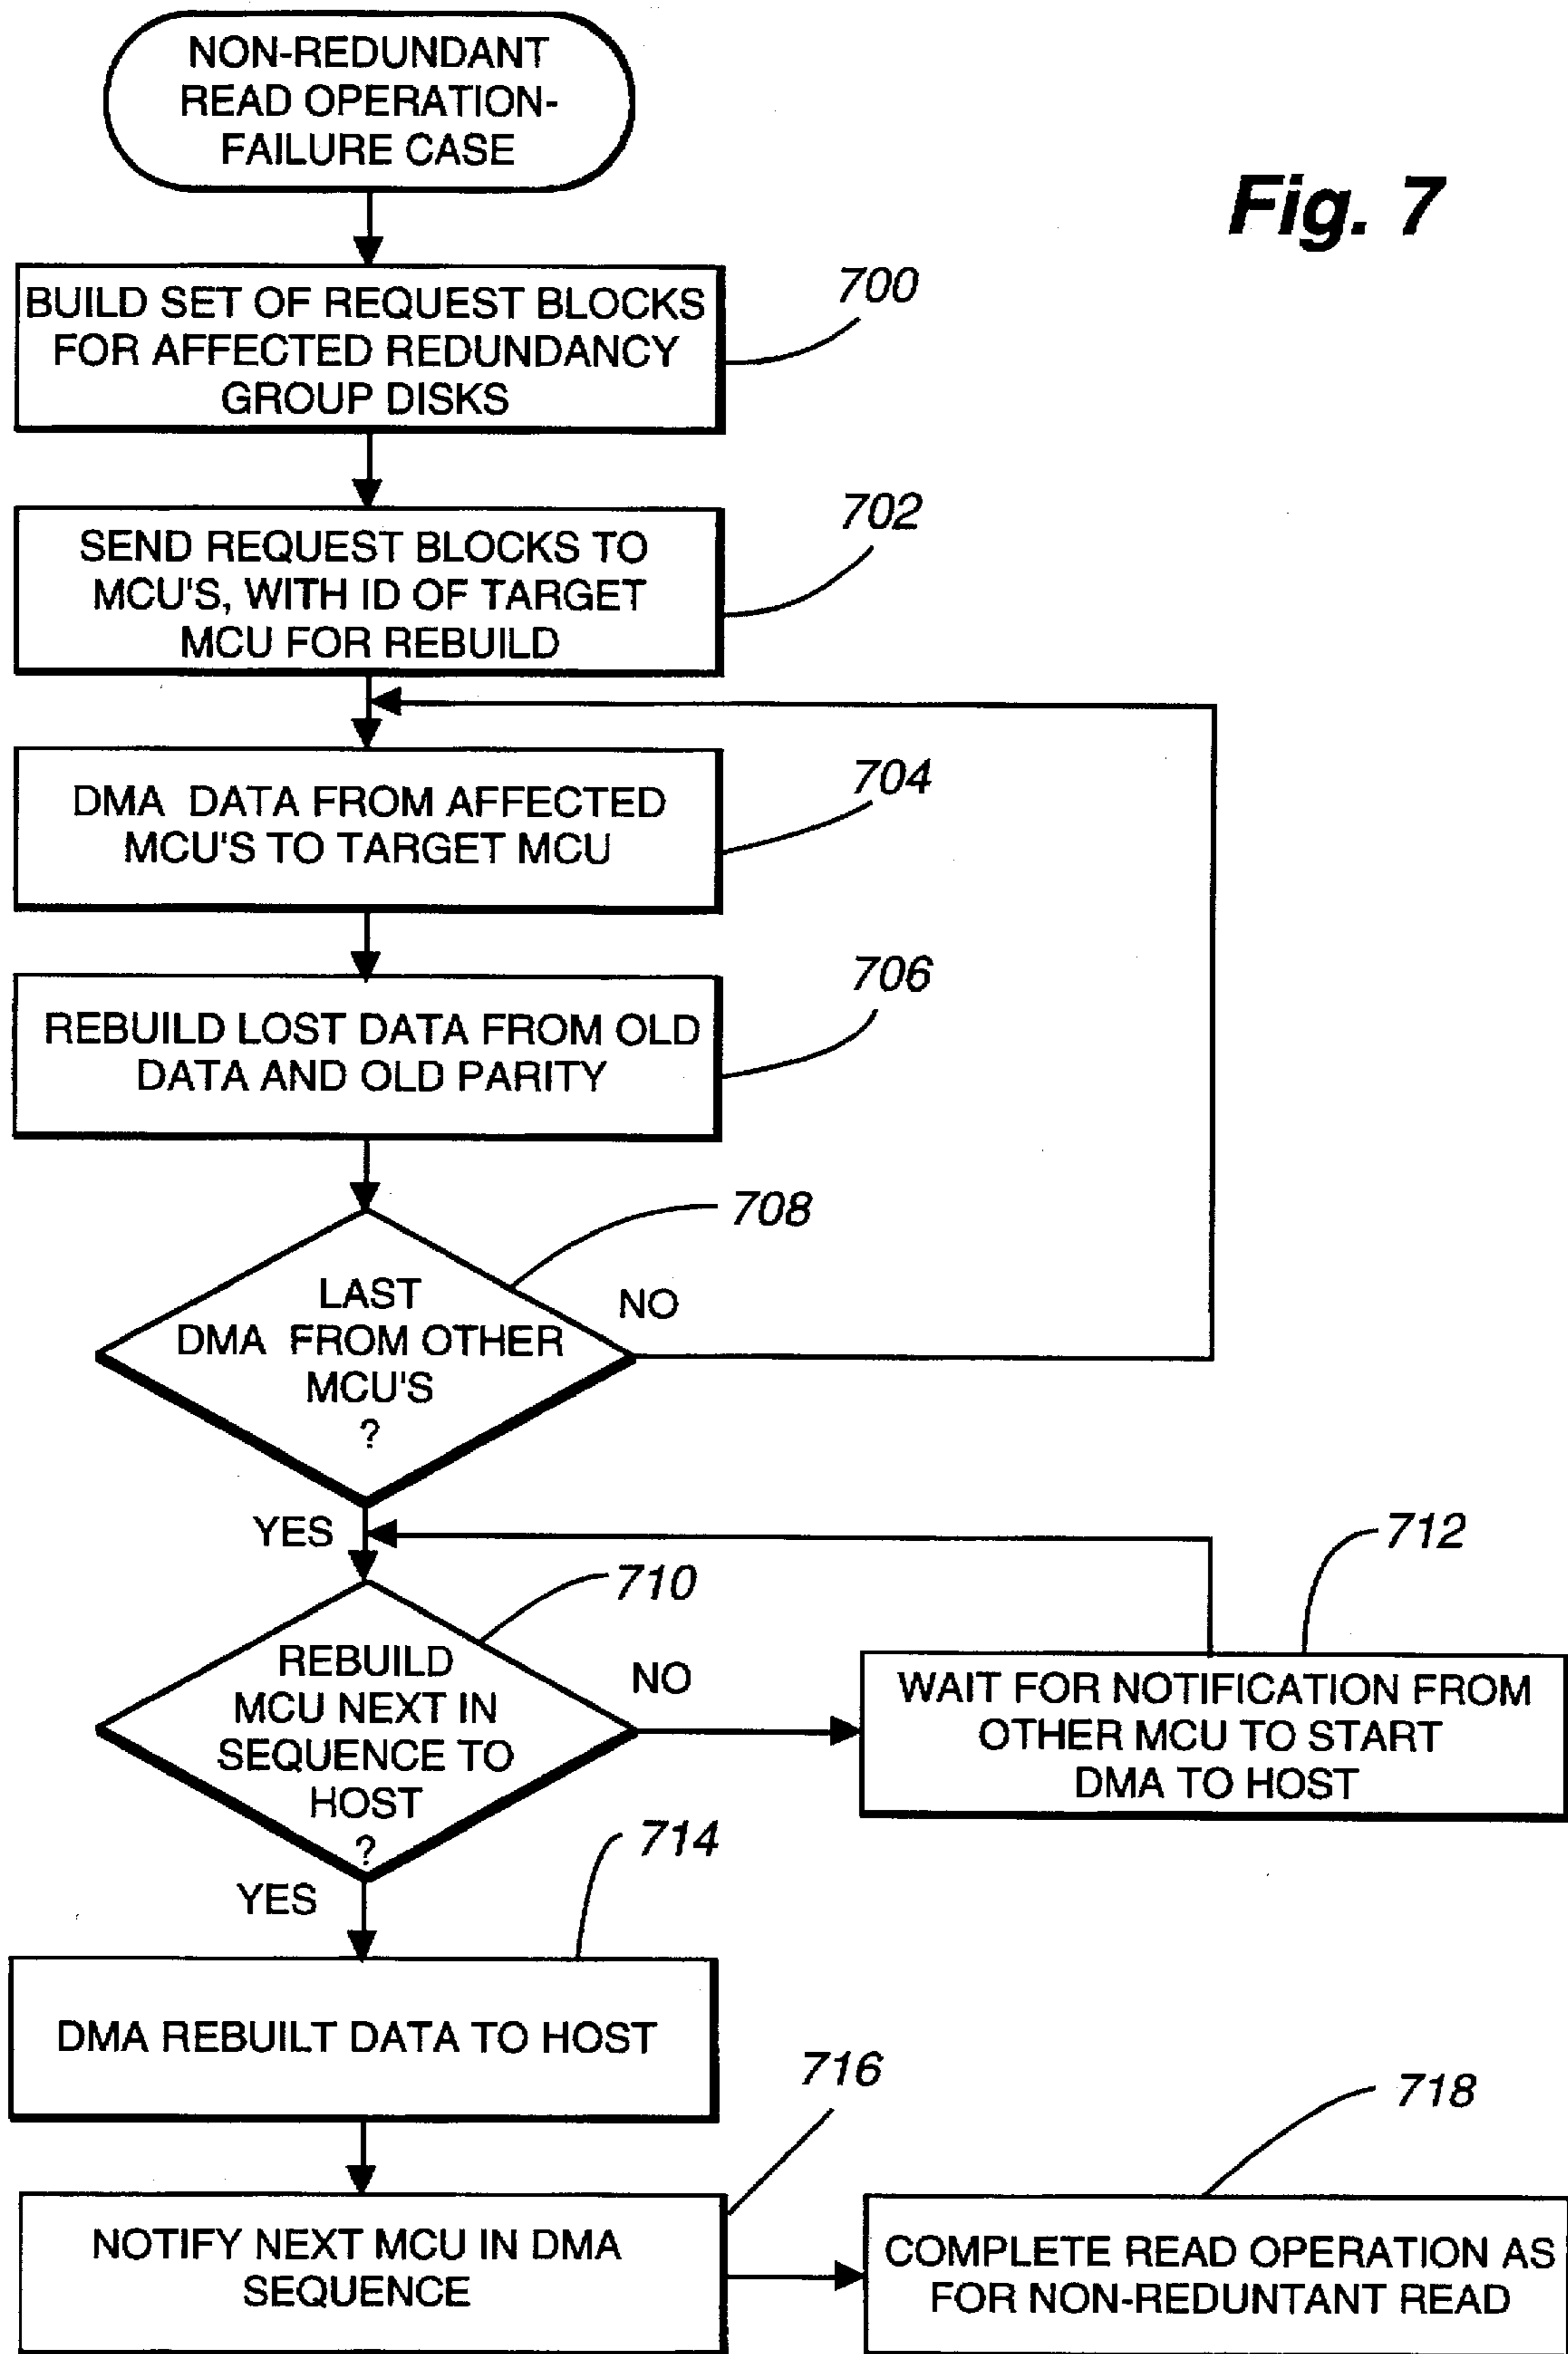 NON-REDUNDANT
READ OPERATION-
FAILURE CASE
Fig. 7
BUILD SET OF REQUEST BLOCKS
FOR AFFECTED REDUNDANCY
GROUP DISKS
700
SEND REQUEST BLOCKS TO
MCU'S, WITH ID OF TARGET
MCU FOR REBUILD
702
DMA DATA FROM AFFECTED
MCU'S TO TARGET MCU
704
REBUILD LOST DATA FROM OLD
DATA AND OLD PARITY
706
LAST
DMA FROM OTHER
MCU'S
?
708
NO
YES
REBUILD
MCU NEXT IN
SEQUENCE TO
HOST
?
710
NO
WAIT FOR NOTIFICATION FROM
OTHER MCU TO START
DMA TO HOST
712
YES
DMA REBUILT DATA TO HOST
714
NOTIFY NEXT MCU IN DMA
SEQUENCE
716
COMPLETE READ OPERATION AS
FOR NON-REDUNTANT READ
718